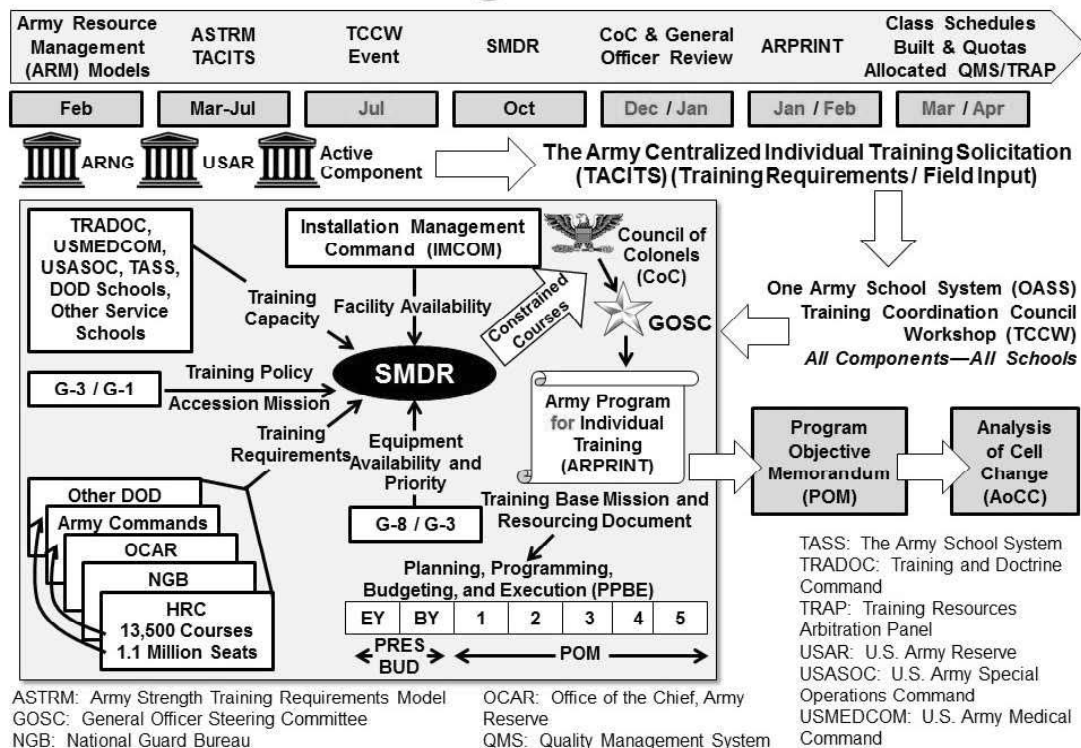 Army Resource
Management
(ARM) Models
ASTRM
TACITS
TCCW
Event
SMDR
CoC & General
Officer Review
ARPRINT
Class Schedules
Built & Quotas
Allocated QMS/TRAP
Feb
Mar-Jul
Jul
Oct
Dec / Jan
Jan / Feb
Mar / Apr
ARNG
USAR
Active
Component
The Army Centralized Individual Training Solicitation
(TACITS) (Training Requirements / Field Input)
TRADOC,
USMEDCOM,
USASOC, TASS,
DOD Schools,
Other Service
Schools
Installation Management
Command (IMCOM)
Council of
Colonels
(CoC)
Training
Capacity
Facility Availability
Constrained
Courses
GOSC
One Army School System (OASS)
Training Coordination Council
Workshop (TCCW)
All Components—All Schools
SMDR
G-3 / G-1
Training Policy
Accession Mission
Training
Requirements
Equipment
Availability and
Priority
Army Program
for Individual
Training
(ARPRINT)
Program
Objective
Memorandum
(POM)
Analysis
of Cell
Change
(AoCC)
Other DOD
Army Commands
OCAR
NGB
HRC
13,500 Courses
1.1 Million Seats
G-8 / G-3
Training Base Mission and
Resourcing Document
Planning, Programming,
Budgeting, and Execution (PPBE)
EY BY 1 2 3 4 5
PRES
BUD
POM
TASS: The Army School System
TRADOC: Training and Doctrine
Command
TRAP: Training Resources
Arbitration Panel
USAR: U.S. Army Reserve
USASOC: U.S. Army Special
Operations Command
USMEDCOM: U.S. Army Medical
Command
ASTRM: Army Strength Training Requirements Model
GOSC: General Officer Steering Committee
NGB: National Guard Bureau
OCAR: Office of the Chief, Army
Reserve
QMS: Quality Management System